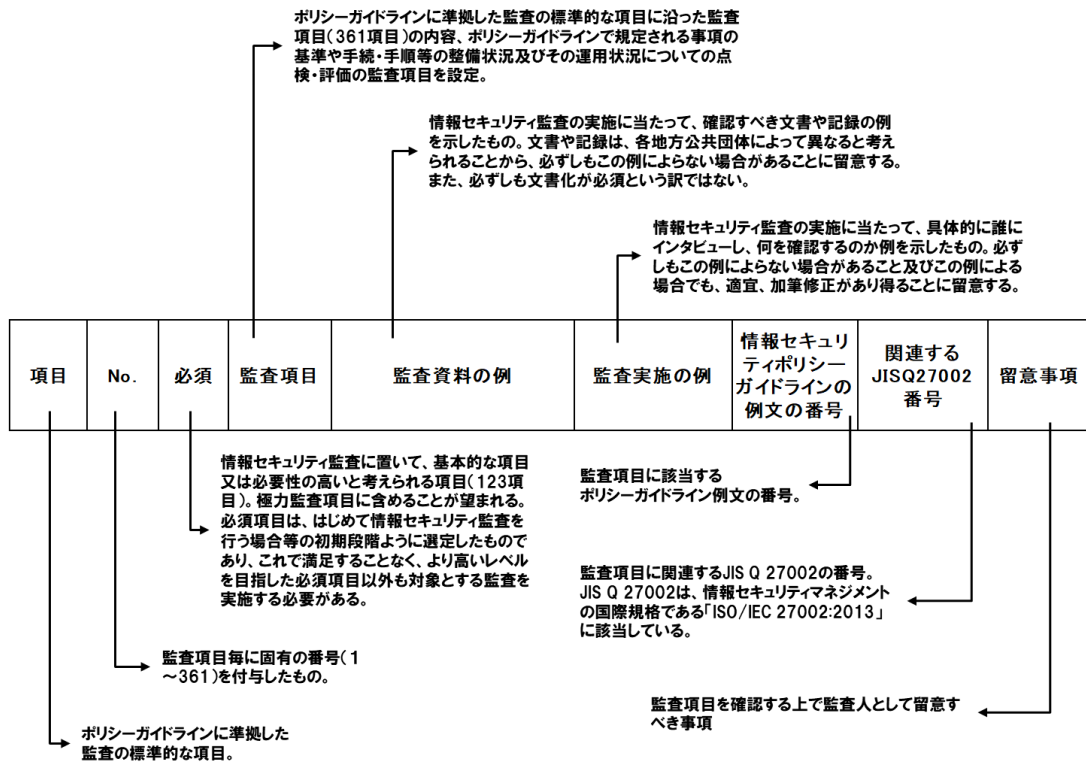 ポリシーガイドラインに準拠した監査の標準的な項目に沿った監査
項目(361項目)の内容、ポリシーガイドラインで規定される事項の
基準や手続・手順等の整備状況及びその運用状況についての点
検・評価の監査項目を設定。
情報セキュリティ監査の実施に当たって、確認すべき文書や記録の例
を示したもの。文書や記録は、各地方公共団体によって異なると考え
られることから、必ずしもこの例によらない場合があることに留意する。
また、必ずしも文書化が必須という訳ではない。
情報セキュリティ監査の実施に当たって、具体的に誰に
インタビューし、何を確認するのか例を示したもの。必ず
しもこの例によらない場合があること及びこの例による
場合でも、適宜、加筆修正があり得ることに留意する。
項目
No.
必須
監査項目
監査資料の例
監査実施の例
情報セキュリ
ティポリシー
ガイドラインの
例文の番号
関連する
JISQ27002
番号
留意事項
情報セキュリティ監査に置いて、基本的な項目
又は必要性の高いと考えられる項目(123項
目)。極力監査項目に含めることが望まれる。
必須項目は、はじめて情報セキュリティ監査を
行う場合等の初期段階ように選定したもので
あり、これで満足することなく、より高いレベル
を目指した必須項目以外も対象とする監査を
実施する必要がある。
監査項目に該当する
ポリシーガイドライン例文の番号。
監査項目に関連するJIS Q 27002の番号。
JIS Q 27002は、情報セキュリティマネジメント
の国際規格である「ISO/IEC 27002:2013」
に該当している。
監査項目毎に固有の番号(1
~361)を付与したもの。
監査項目を確認する上で監査人として留意す
べき事項
ポリシーガイドラインに準拠した
監査の標準的な項目。